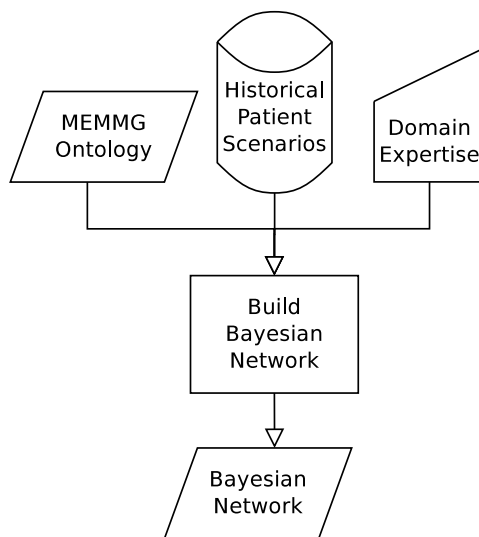 MEMMG
Ontology
Historical
Patient
Scenarios
Domain
Expertise
Build
Bayesian
Network
Bayesian
Network